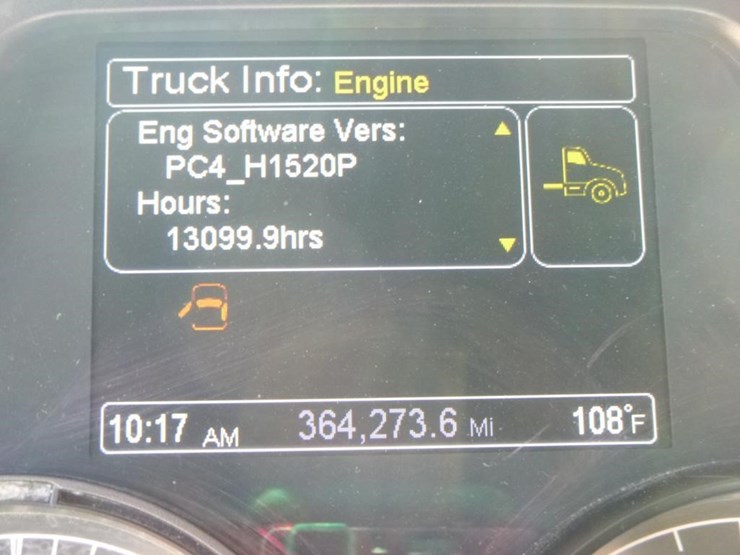 Truck Info: Engine
Eng Software Vers:
PC4_H1520P
Hours:
13099.9hrs
10:17 AM 364,273.6 Mi 108°F